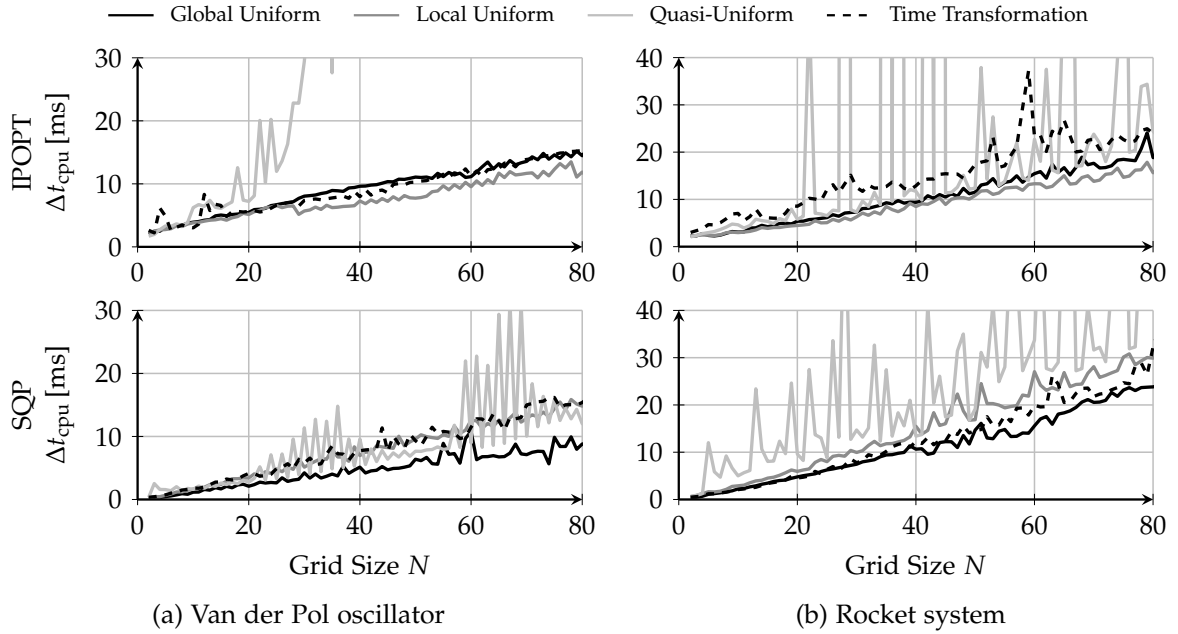 Global Uniform Local Uniform Quasi-Uniform Time Transformation
IPOPT
Δt_cpu [ms]
30
20
10
0
0 20 40 60 80
40
30
20
10
0
0 20 40 60 80
SQP
Δt_cpu [ms]
30
20
10
0
0 20 40 60 80
Grid Size N
40
30
20
10
0
0 20 40 60 80
Grid Size N
(a) Van der Pol oscillator
(b) Rocket system